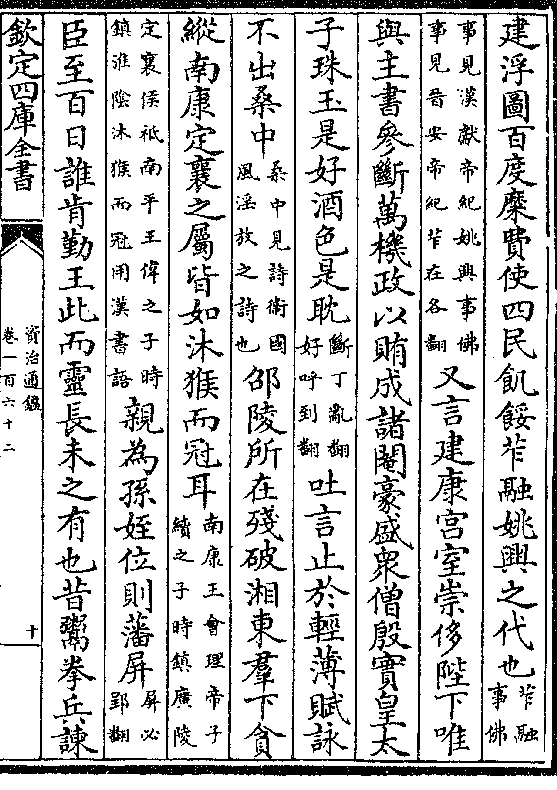 建浮圖百度糜費使四民飢餒笮融姚興之代也笮融事佛
事見漢獻帝紀姚興事佛事見晉安帝紀笮在各翻又言建康宮室崇侈陛下唯
與主書參斷萬機政以賄成諸閹豪盛衆僧殷實皇太
子珠玉是好酒色是耽斷丁亂翻好呼到翻吐言止於輕薄賦詠
不出桑中桑中見詩衛國風淫放之詩也邵陵所在殘破湘東羣下貪
縱南康定襄之屬皆如沐猴而冠耳南康王會理帝子績之子時鎮廣陵
定襄侯祗南平王偉之子時鎮淮陰沐猴而冠用漢書語親為孫姪位則藩屏屏必郢翻
臣至百日誰肯勤王此而靈長未之有也昔鬻拳兵諫
欽定四庫全書
資治通鑑
卷一百六十二
十